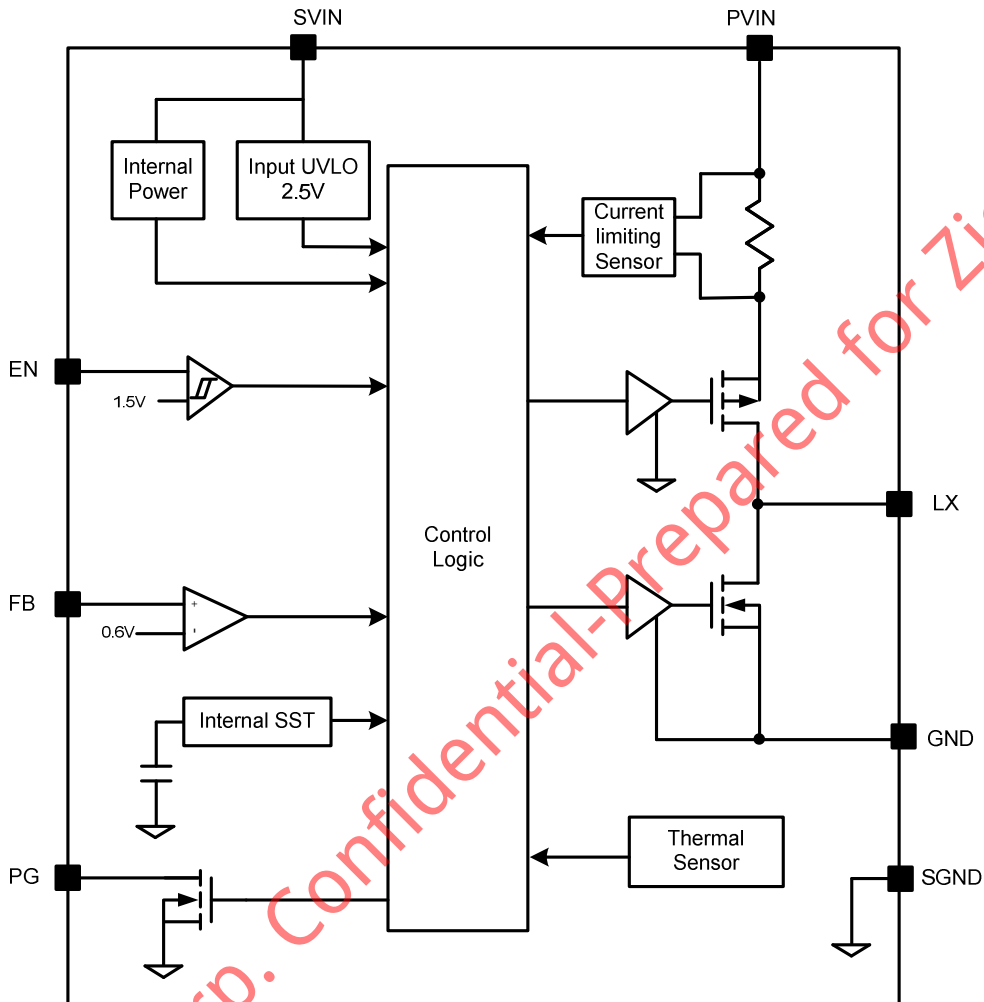 SVIN
PVIN
Internal
Power
Input UVLO
2.5V
Current
limiting
Sensor
EN
1.5V
LX
Control
Logic
FB
+
0.6V
-
Internal SST
GND
Thermal
Sensor
PG
SGND
rp. Confidential-Prepared for Zi